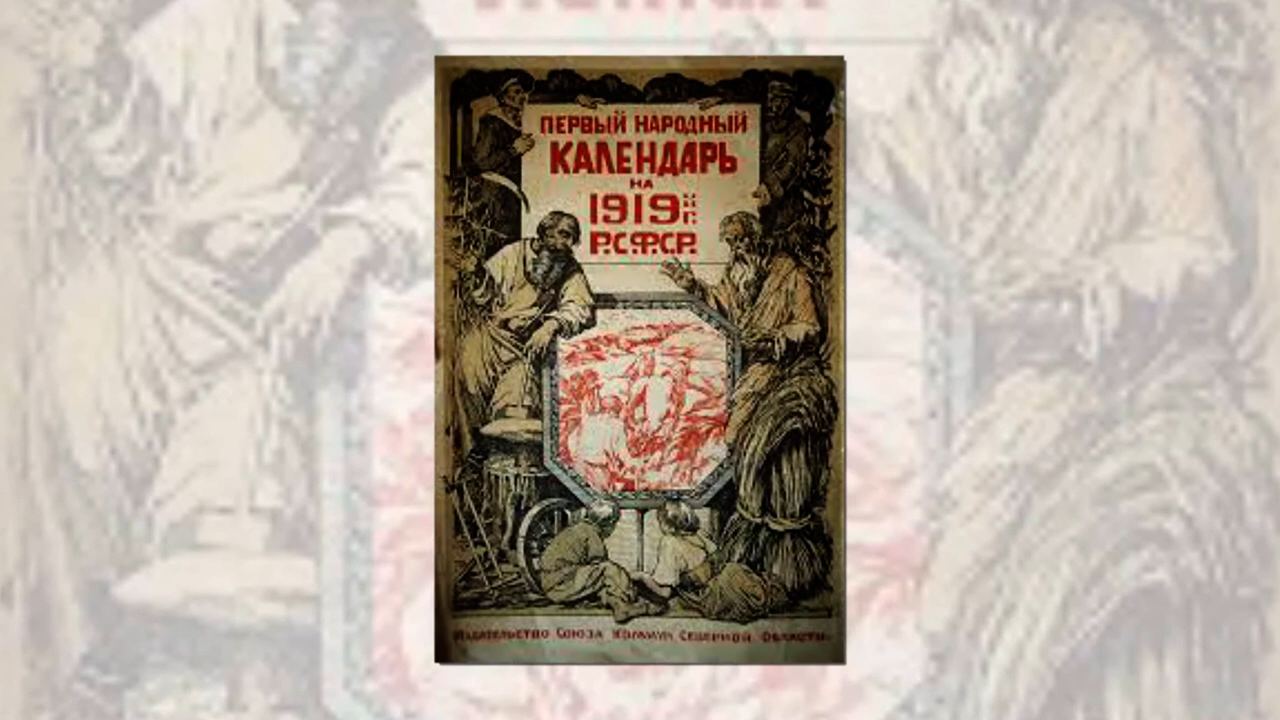 ПЕРВЫЙ НАРОДНЫЙ
КАЛЕНДАРЬ
НА
1919 г.
Р.С.Ф.С.Р.
Издательство Союза Коммун Северной Области.